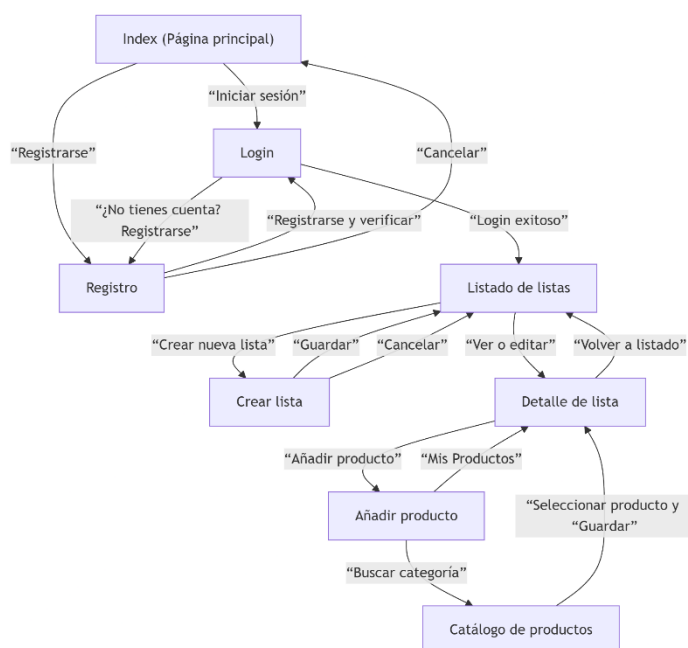 Index (Página principal)
“Iniciar sesión”
“Registrarse”
Login
“Cancelar”
“¿No tienes cuenta?
Registrarse”
“Registrarse y verificar”
“Login exitoso”
Registro
Listado de listas
“Crear nueva lista”
“Guardar”
“Cancelar”
“Ver o editar”
“Volver a listado”
Crear lista
Detalle de lista
“Añadir producto”
“Mis Productos”
“Seleccionar producto y
“Guardar”
Añadir producto
“Buscar categoría”
Catálogo de productos